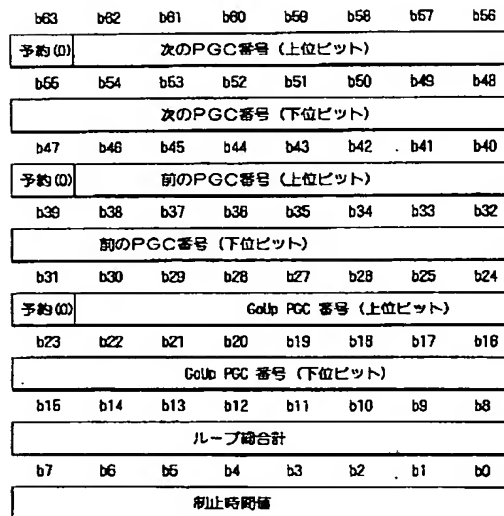 b63 b62 b61 b60 b59 b58 b57 b56
予約(0) 次のPGC番号（上位ビット）
b55 b54 b53 b52 b51 b50 b49 b48
次のPGC番号（下位ビット）
b47 b46 b45 b44 b43 b42 b41 b40
予約(0) 前のPGC番号（上位ビット）
b39 b38 b37 b36 b35 b34 b33 b32
前のPGC番号（下位ビット）
b31 b30 b29 b28 b27 b28 b25 b24
予約(0) GoUp PGC 番号（上位ビット）
b23 b22 b21 b20 b19 b18 b17 b16
GoUp PGC 番号（下位ビット）
b15 b14 b13 b12 b11 b10 b9 b8
ループ総合計
b7 b6 b5 b4 b3 b2 b1 b0
制止時間値